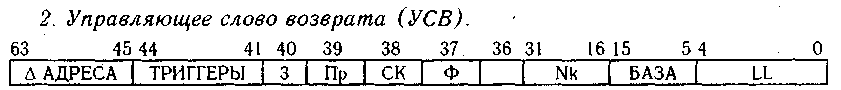 2. Управляющее слово возврата (УСВ).
63 45 44 41 40 39 38 37 36 31 16 15 5 4 0
Δ АДРЕСА ТРИГГЕРЫ З Пр СК Ф Nk БАЗА LL